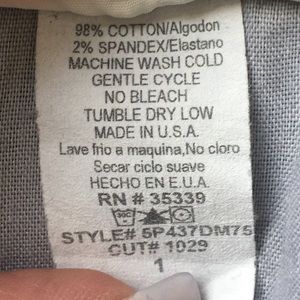 98% COTTON/Algodon
2% SPANDEX/Elastano
MACHINE WASH COLD
GENTLE CYCLE
NO BLEACH
TUMBLE DRY LOW
MADE IN U.S.A.
Lave frio a maquina,No cloro
Secar ciclo suave
HECHO EN E.U.A.
RN # 35339
STYLE# 5P437DM75
CUT# 1029
1